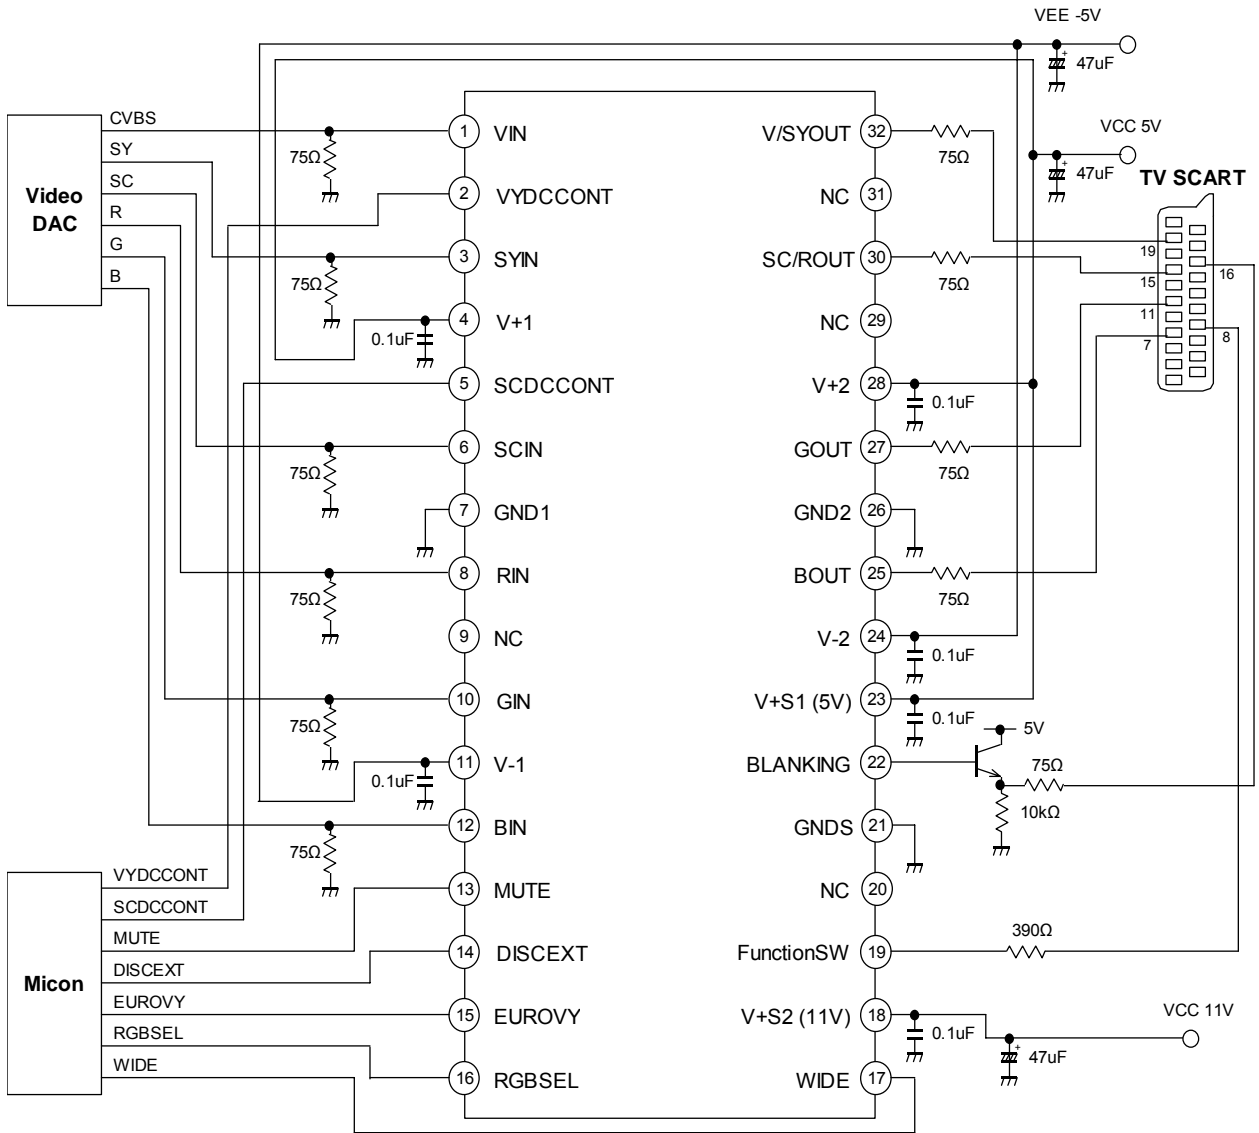 VEE -5V
+
47uF
VCC 5V
+
47uF
TV SCART
19
15
11
7
16
8
Video
DAC
CVBS
SY
SC
R
G
B
75Ω
75Ω
0.1uF
75Ω
75Ω
75Ω
0.1uF
75Ω
1 VIN
2 VYDCCONT
3 SYIN
4 V+1
5 SCDCCONT
6 SCIN
7 GND1
8 RIN
9 NC
10 GIN
11 V-1
12 BIN
13 MUTE
14 DISCEXT
15 EUROVY
16 RGBSEL
V/SYOUT 32
NC 31
SC/ROUT 30
NC 29
V+2 28
GOUT 27
GND2 26
BOUT 25
V-2 24
V+S1 (5V) 23
BLANKING 22
GNDS 21
NC 20
FunctionSW 19
V+S2 (11V) 18
WIDE 17
75Ω
75Ω
0.1uF
75Ω
75Ω
0.1uF
0.1uF
5V
75Ω
10kΩ
390Ω
0.1uF
+
47uF
VCC 11V
Micon
VYDCCONT
SCDCCONT
MUTE
DISCEXT
EUROVY
RGBSEL
WIDE